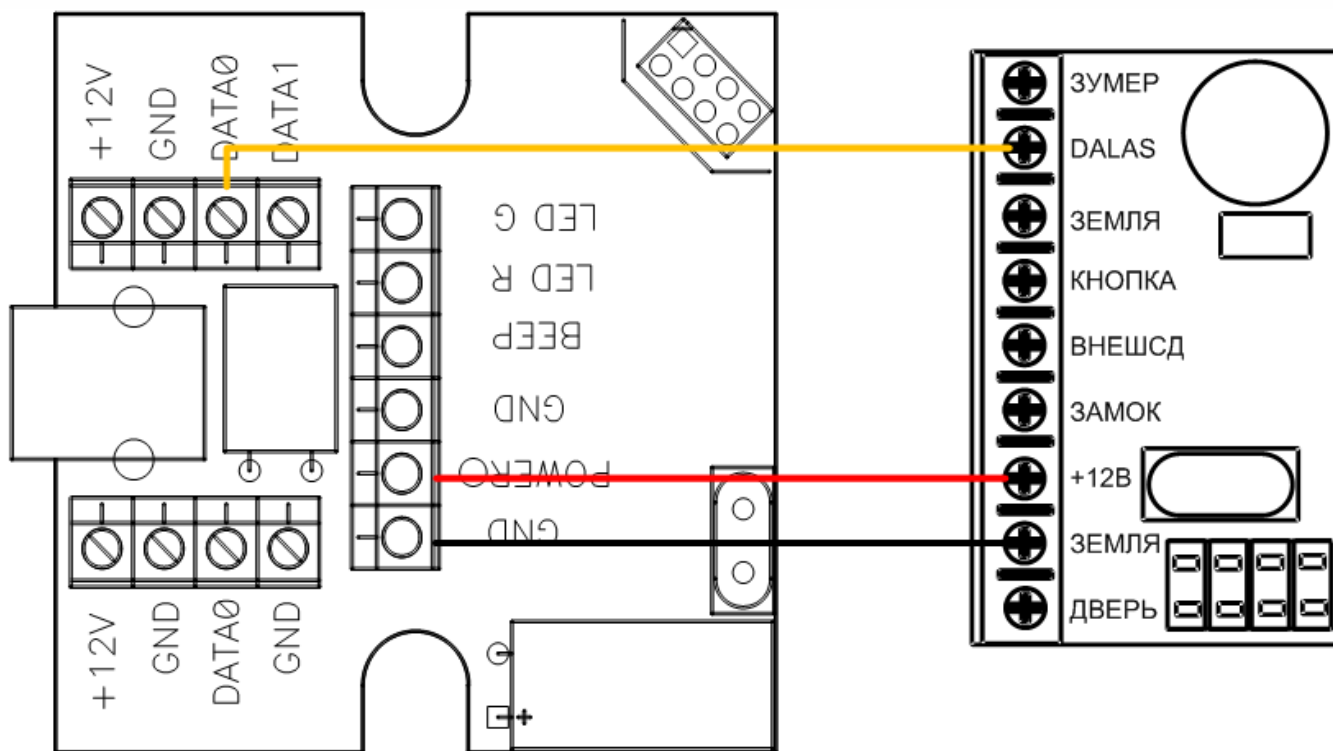 +12V
GND
DATA0
DATA1
LED G
LED R
BEEP
GND
POWERO
GND
+12V
GND
DATA0
GND
+
ЗУМЕР
DALAS
ЗЕМЛЯ
КНОПКА
ВНЕШСД
ЗАМОК
+12В
ЗЕМЛЯ
ДВЕРЬ